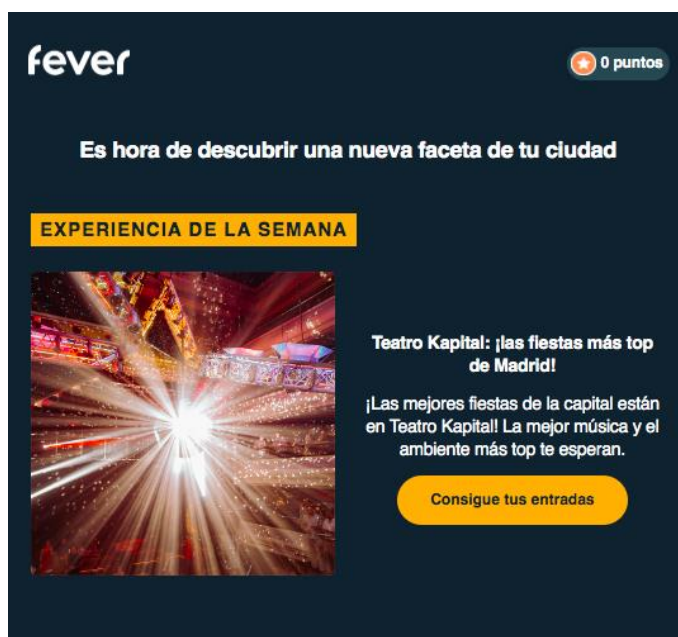 fever
0 puntos
Es hora de descubrir una nueva faceta de tu ciudad
EXPERIENCIA DE LA SEMANA
Teatro Kapital: ¡las fiestas más top
de Madrid!
¡Las mejores fiestas de la capital están
en Teatro Kapital! La mejor música y el
ambiente más top te esperan.
Consigue tus entradas